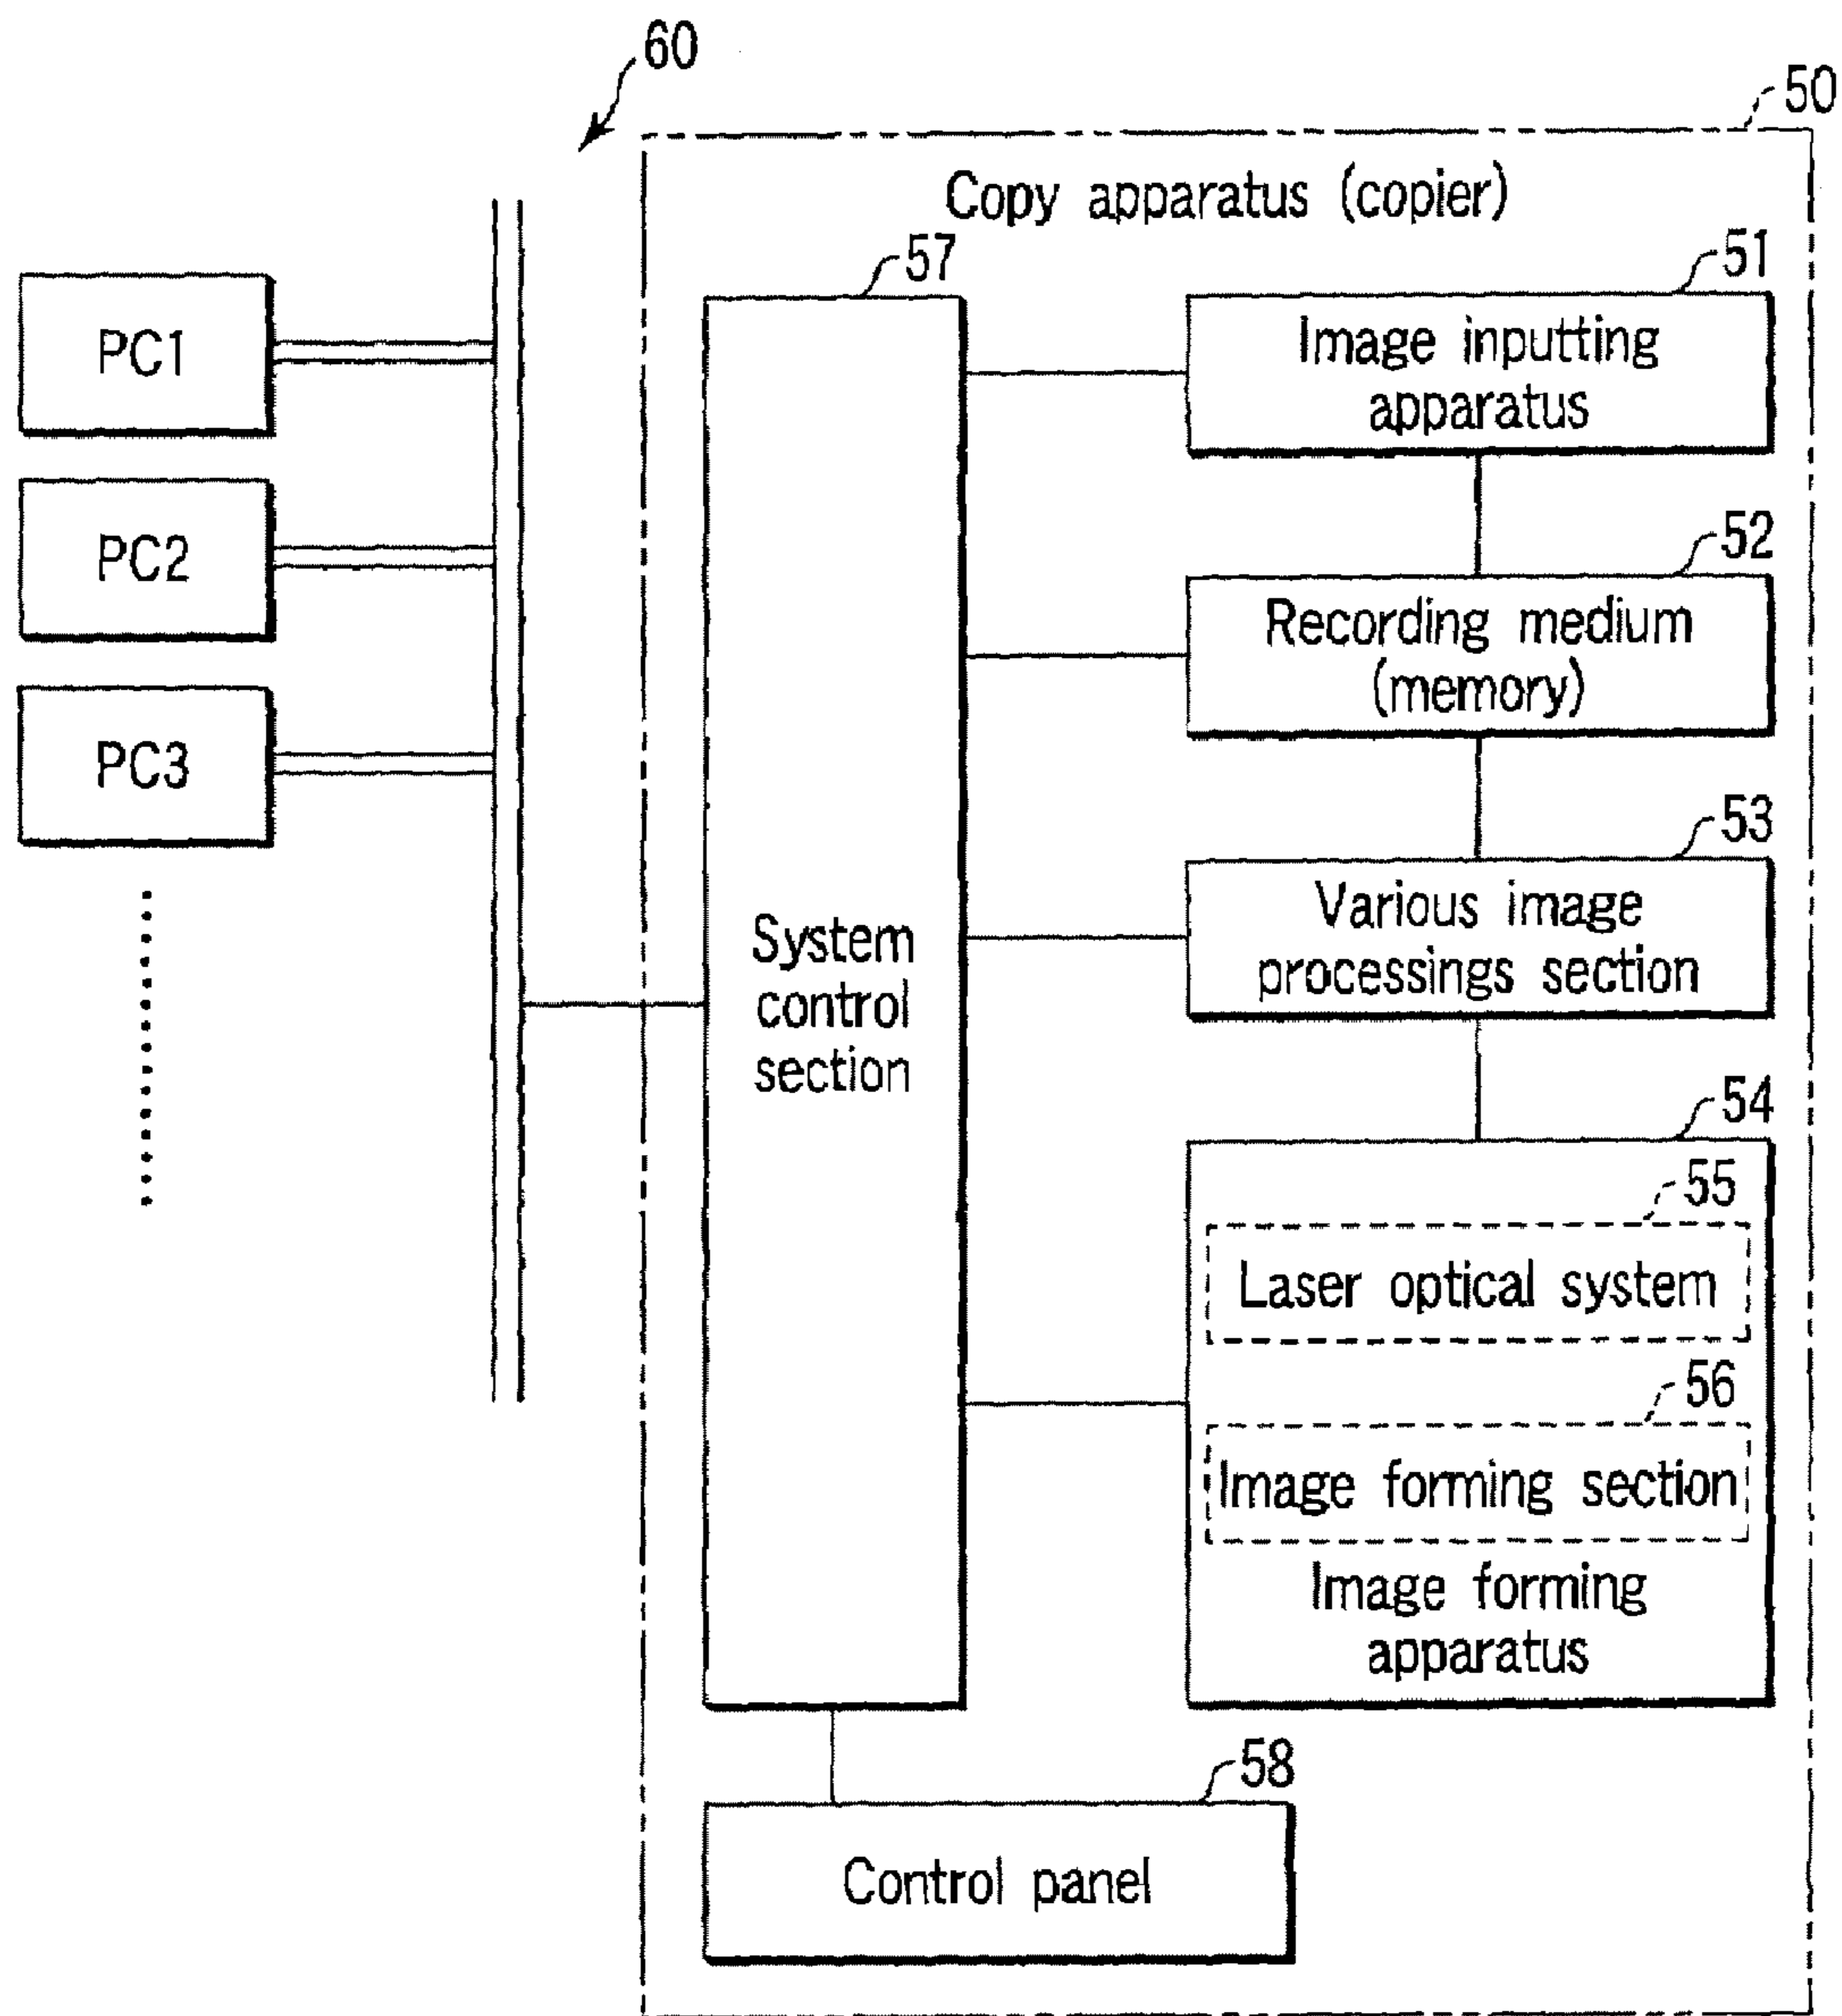 60
50
Copy apparatus (copier)
57
51
PC1
Image inputting
apparatus
PC2
52
Recording medium
(memory)
PC3
53
Various image
processings section
System
control
section
54
55
Laser optical system
56
Image forming section
Image forming
apparatus
58
Control panel